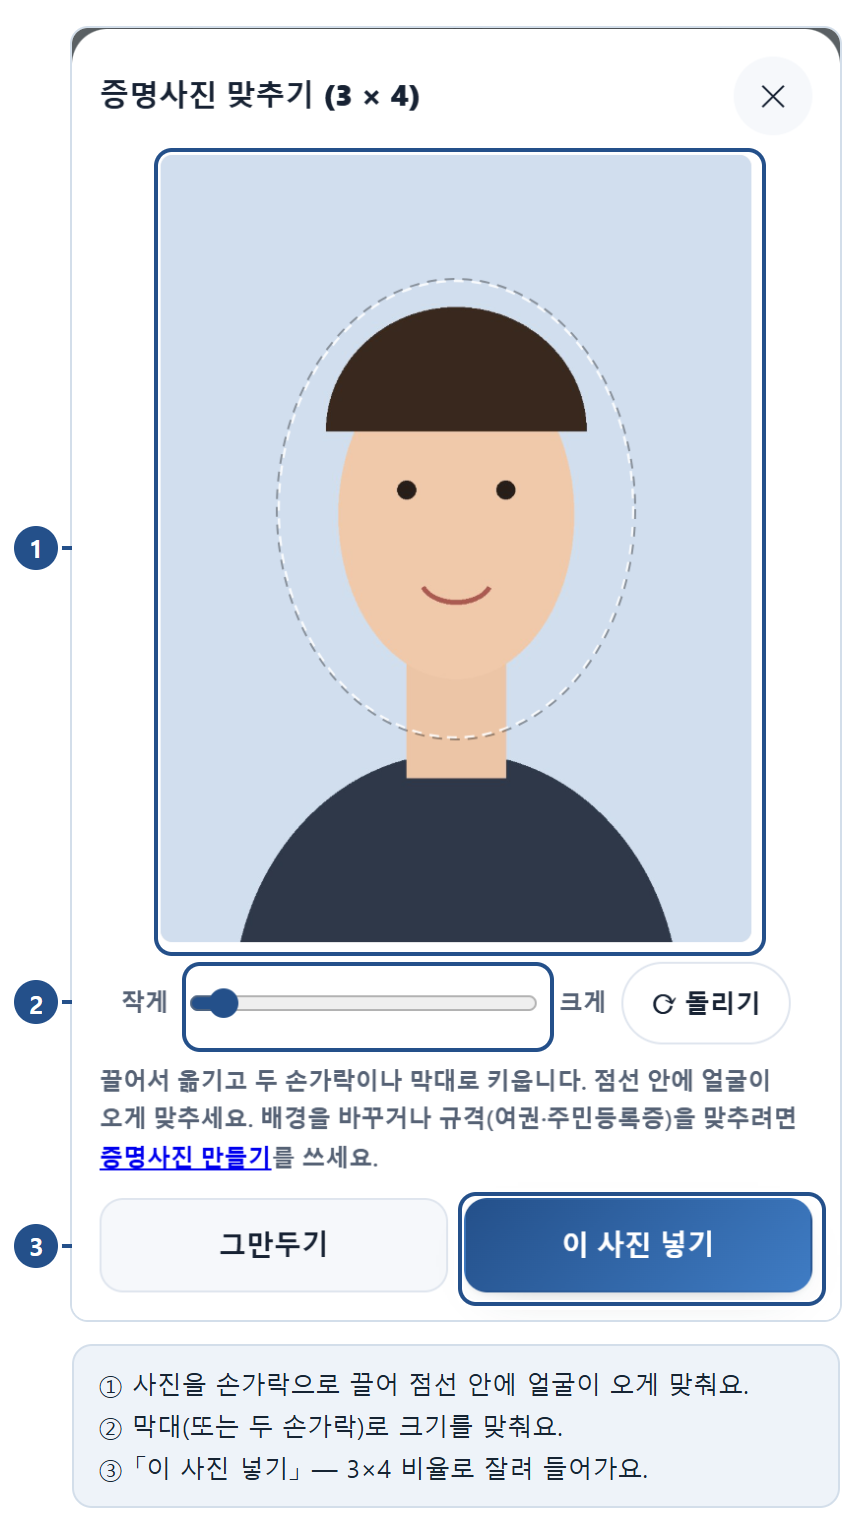 증명사진 맞추기 (3 × 4)
1
2
작게
크게
돌리기
끌어서 옮기고 두 손가락이나 막대로 키웁니다. 점선 안에 얼굴이
오게 맞추세요. 배경을 바꾸거나 규격(여권·주민등록증)을 맞추려면
증명사진 만들기를 쓰세요.
3
그만두기
이 사진 넣기
① 사진을 손가락으로 끌어 점선 안에 얼굴이 오게 맞춰요.
② 막대(또는 두 손가락)로 크기를 맞춰요.
③「이 사진 넣기」— 3×4 비율로 잘려 들어가요.